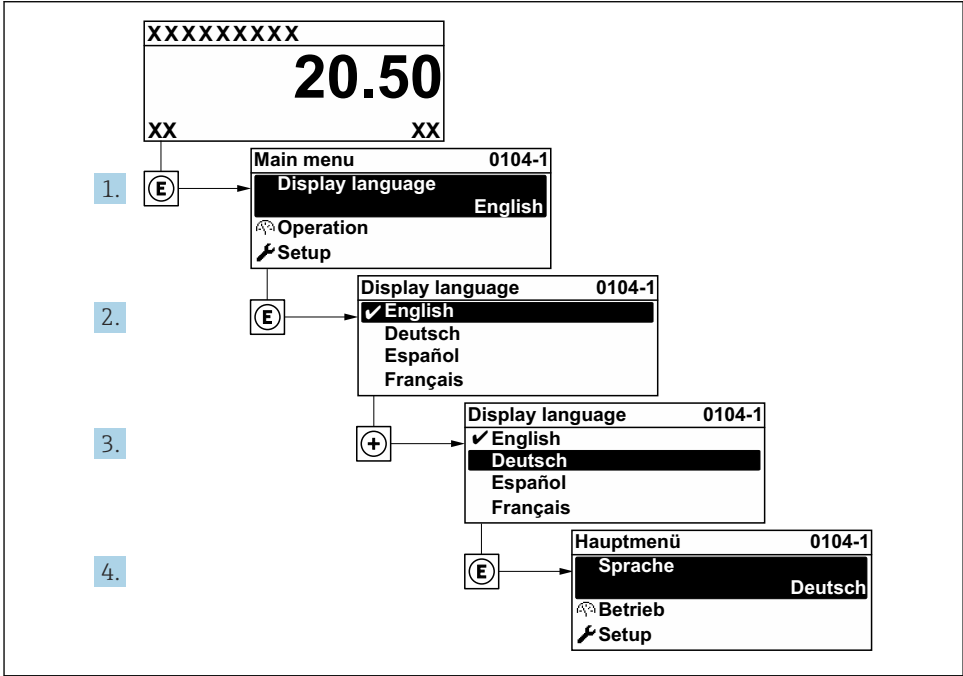 XXXXXXXXX
20.50
XX XX
1. E
Main menu 0104-1
Display language
English
Operation
Setup
2. E
Display language 0104-1
✔ English
Deutsch
Español
Français
3. +
Display language 0104-1
✔ English
Deutsch
Español
Français
4. E
Hauptmenü 0104-1
Sprache
Deutsch
Betrieb
Setup